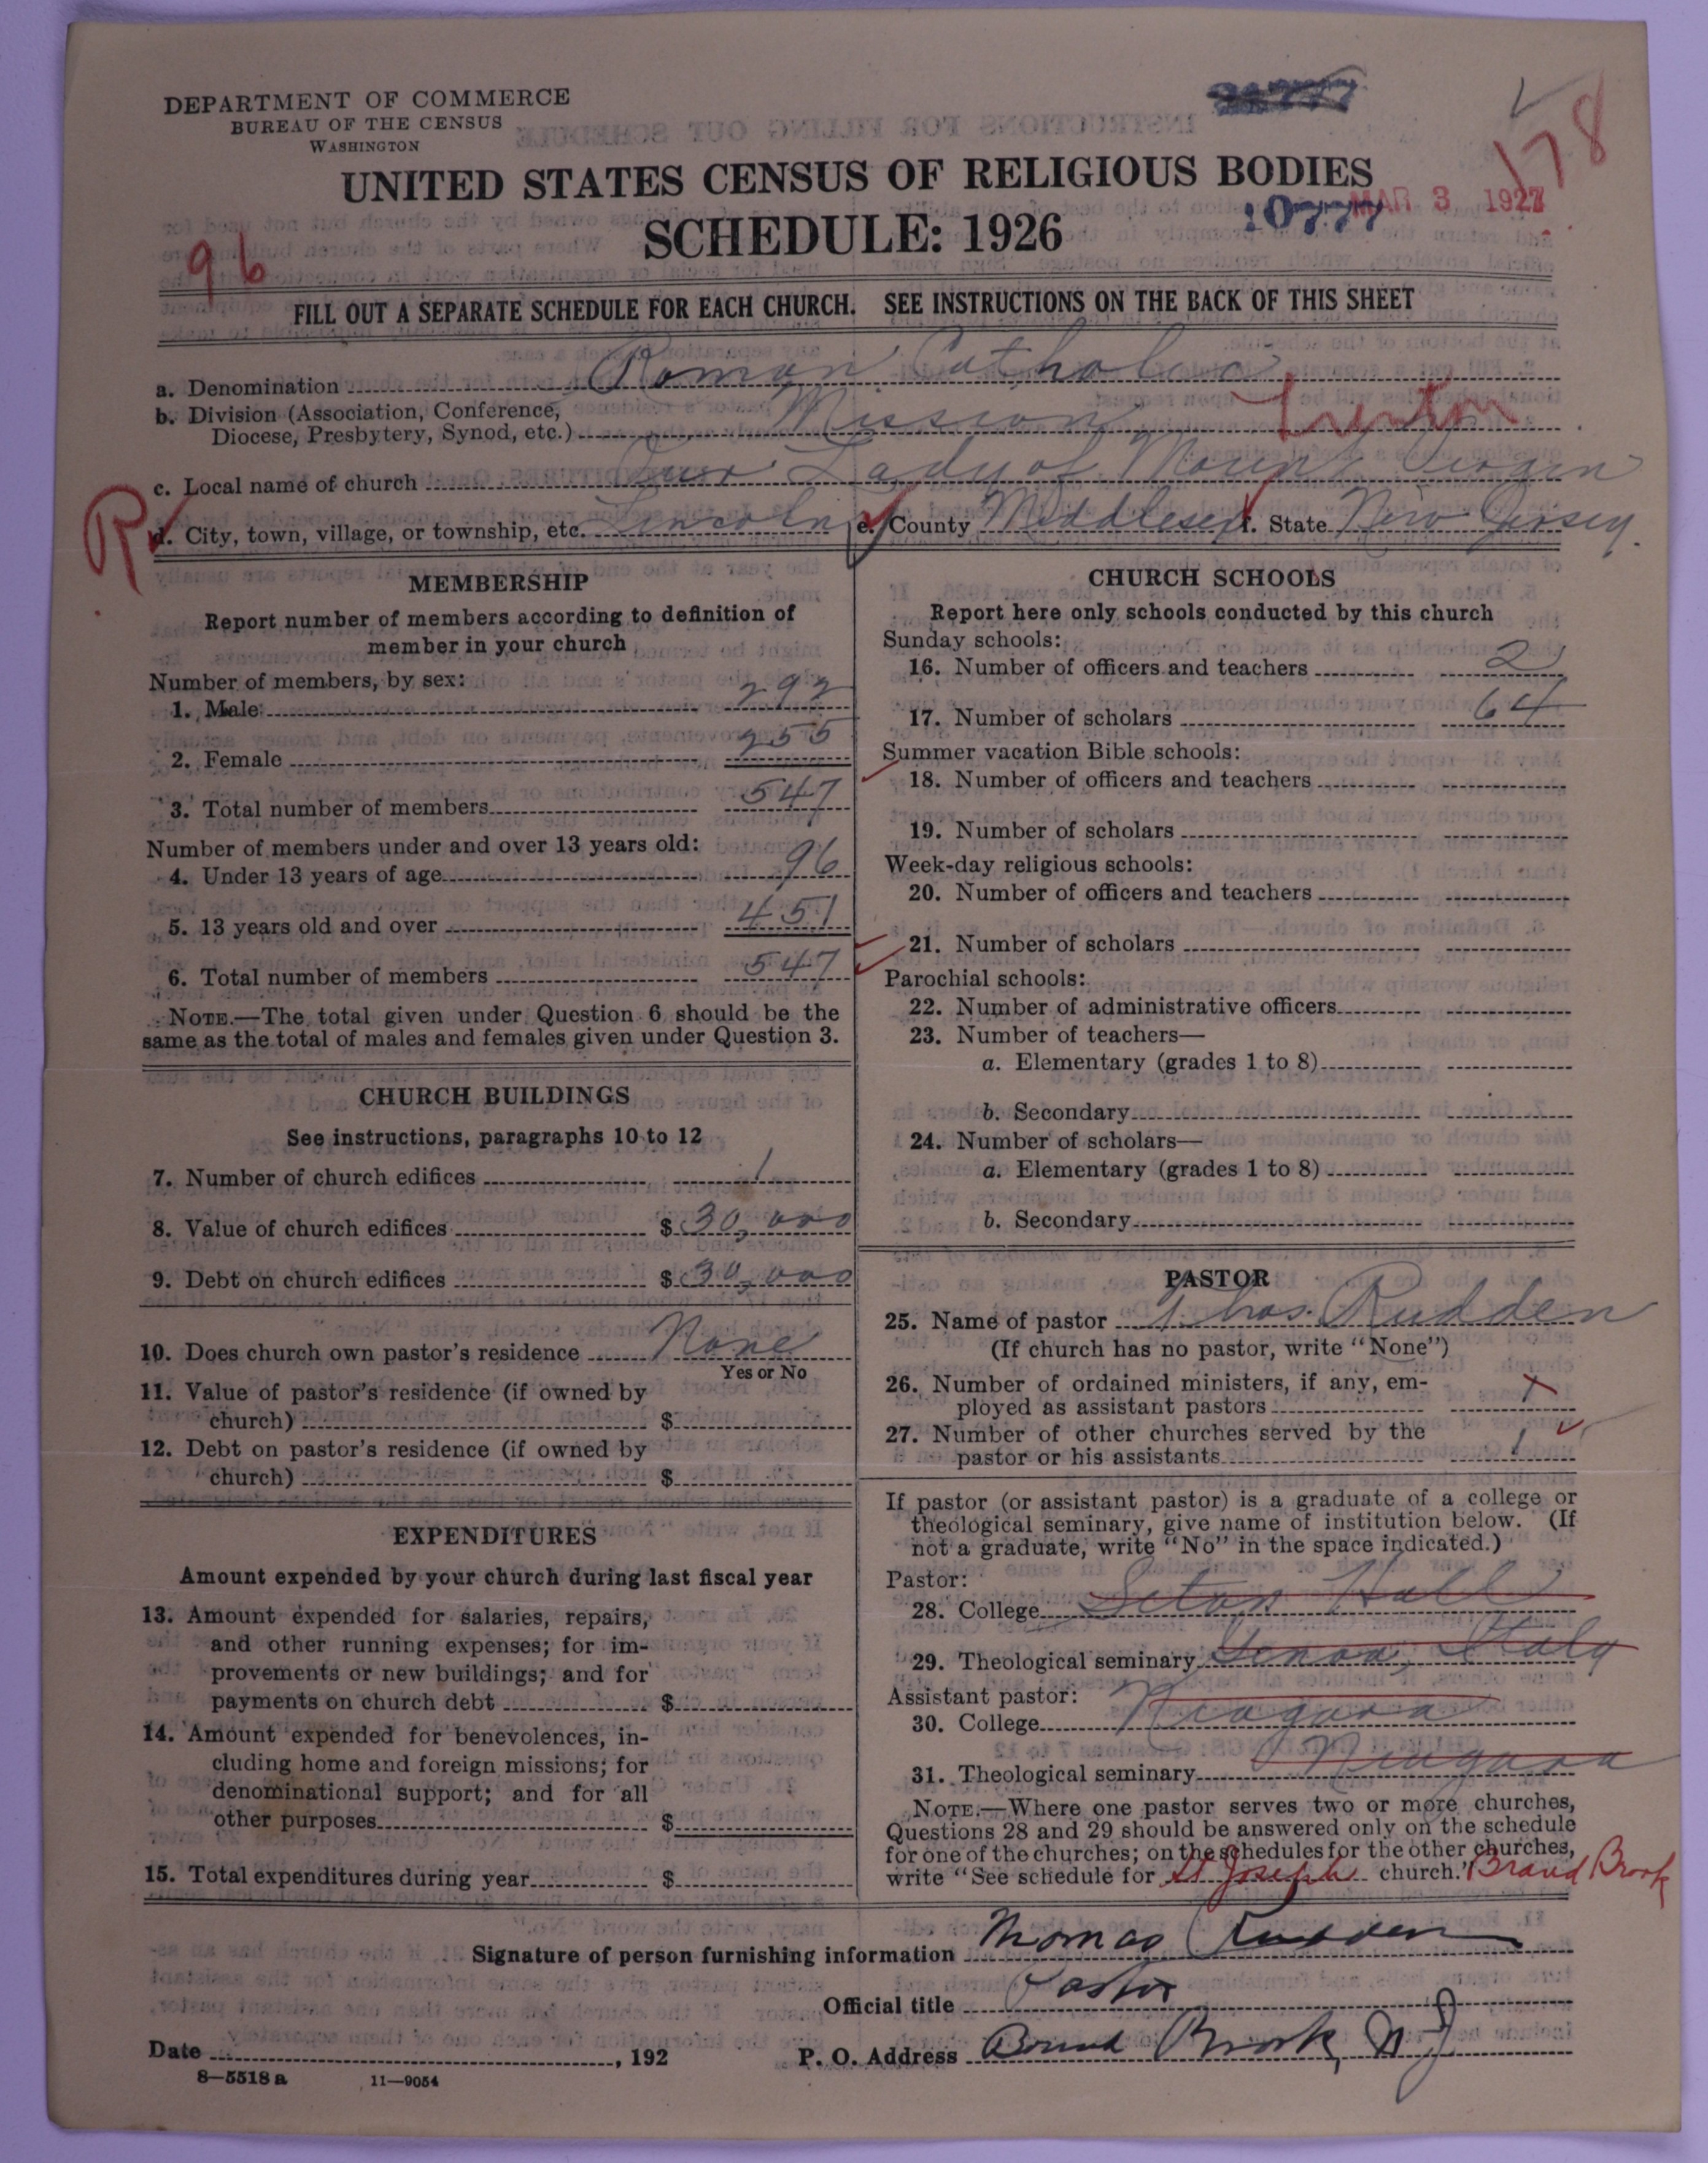 DEPARTMENT OF COMMERCE
BUREAU OF THE CENSUS
WASHINGTON
178
UNITED STATES CENSUS OF RELIGIOUS BODIES
MAR 3 1927
10777
SCHEDULE: 1926
96
FILL OUT A SEPARATE SCHEDULE FOR EACH CHURCH. SEE INSTRUCTIONS ON THE BACK OF THIS SHEET
a. Denomination Roman Catholic
b. Division (Association, Conference, Diocese, Presbytery, Synod, etc.) Mission Trenton
c. Local name of church Our Lady of Mount Virgin
R
d. City, town, village, or township, etc. Lincoln e. County Middlesex f. State New Jersey.
MEMBERSHIP
Report number of members according to definition of
member in your church
Number of members, by sex:
1. Male 292
2. Female 255
3. Total number of members 547
Number of members under and over 13 years old:
4. Under 13 years of age 96
5. 13 years old and over 451
6. Total number of members 547
NOTE.—The total given under Question 6 should be the
same as the total of males and females given under Question 3.
CHURCH BUILDINGS
See instructions, paragraphs 10 to 12
7. Number of church edifices 1
8. Value of church edifices $ 30,000
9. Debt on church edifices $ 30,000
10. Does church own pastor's residence None
Yes or No
11. Value of pastor's residence (if owned by
church) $
12. Debt on pastor's residence (if owned by
church) $
EXPENDITURES
Amount expended by your church during last fiscal year
13. Amount expended for salaries, repairs,
and other running expenses; for im-
provements or new buildings; and for
payments on church debt $
14. Amount expended for benevolences, in-
cluding home and foreign missions; for
denominational support; and for all
other purposes $
15. Total expenditures during year $
CHURCH SCHOOLS
Report here only schools conducted by this church
Sunday schools:
16. Number of officers and teachers 2
17. Number of scholars 64
Summer vacation Bible schools:
18. Number of officers and teachers
19. Number of scholars
Week-day religious schools:
20. Number of officers and teachers
21. Number of scholars
Parochial schools:
22. Number of administrative officers
23. Number of teachers—
a. Elementary (grades 1 to 8)
b. Secondary
24. Number of scholars—
a. Elementary (grades 1 to 8)
b. Secondary
PASTOR
25. Name of pastor Thos. Rudden
(If church has no pastor, write "None")
26. Number of ordained ministers, if any, em-
ployed as assistant pastors 1
27. Number of other churches served by the
pastor or his assistants 1
If pastor (or assistant pastor) is a graduate of a college or
theological seminary, give name of institution below. (If
not a graduate, write "No" in the space indicated.)
Pastor:
28. College Seton Hall
29. Theological seminary Genoa, Italy
Assistant pastor:
30. College Niagara
31. Theological seminary Niagara
NOTE.—Where one pastor serves two or more churches,
Questions 28 and 29 should be answered only on the schedule
for one of the churches; on the schedules for the other churches,
write "See schedule for St Joseph church." Brand Brook
Signature of person furnishing information Thomas Rudden
Official title Pastor
Date , 192
P. O. Address Bound Brook, N J
8—5518 a 11—9054